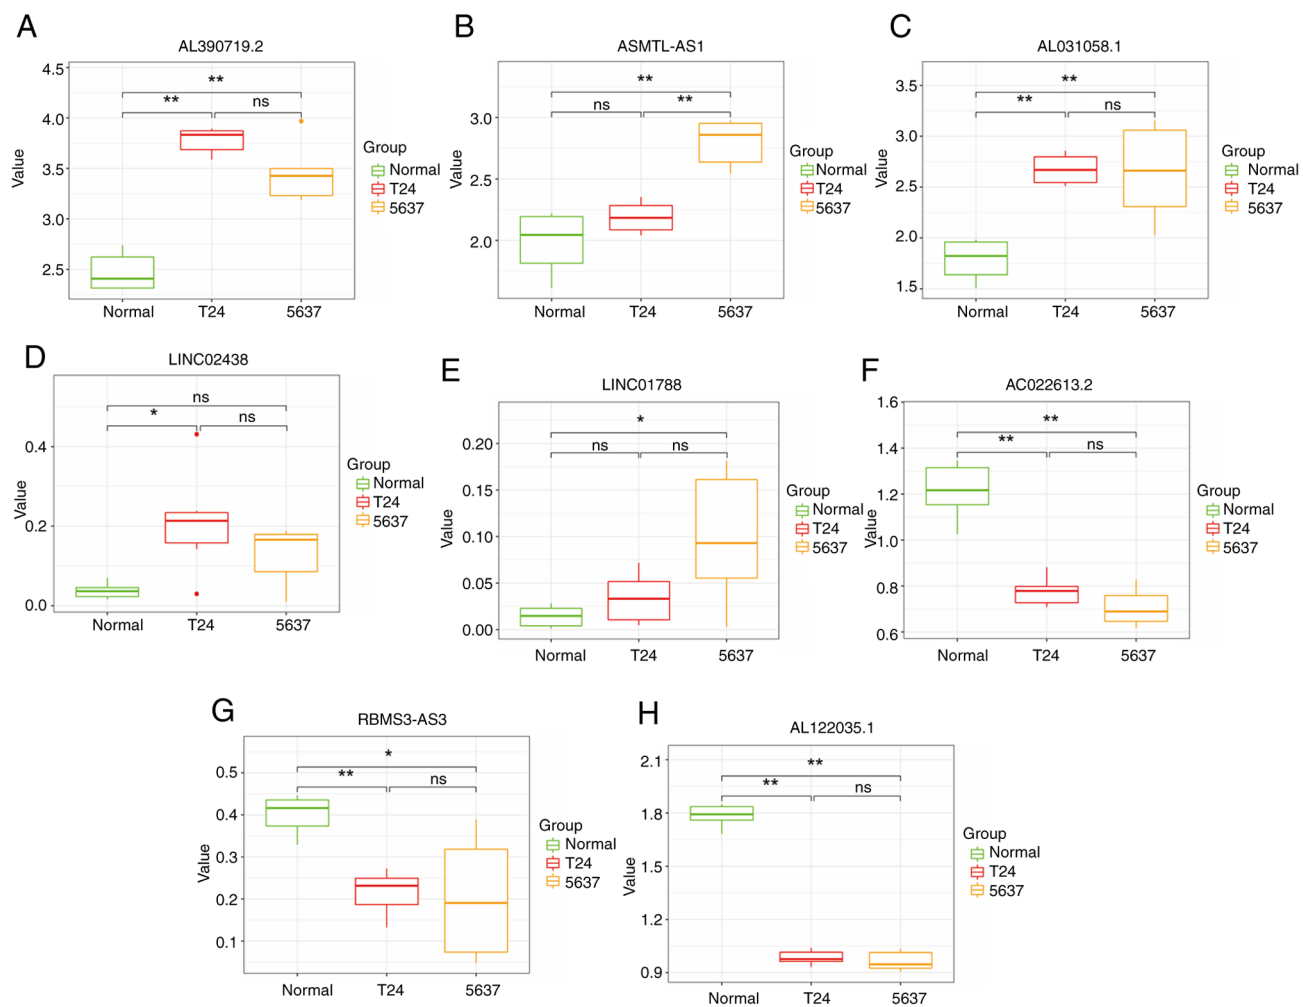 A
AL390719.2
4.5
4.0
3.5
3.0
2.5
Value
**
**
ns
Normal
T24
5637
Group
Normal
T24
5637
B
ASMTL-AS1
3.0
2.5
2.0
Value
**
ns
**
Normal
T24
5637
Group
Normal
T24
5637
C
AL031058.1
3.5
3.0
2.5
2.0
1.5
Value
**
**
ns
Normal
T24
5637
Group
Normal
T24
5637
D
LINC02438
0.4
0.2
0.0
Value
ns
*
ns
Normal
T24
5637
Group
Normal
T24
5637
E
LINC01788
0.20
0.15
0.10
0.05
0.00
Value
*
ns
ns
Normal
T24
5637
Group
Normal
T24
5637
F
AC022613.2
1.6
1.4
1.2
1.0
0.8
0.6
Value
**
**
ns
Normal
T24
5637
Group
Normal
T24
5637
G
RBMS3-AS3
0.5
0.4
0.3
0.2
0.1
Value
*
**
ns
Normal
T24
5637
Group
Normal
T24
5637
H
AL122035.1
2.1
1.8
1.5
1.2
0.9
Value
**
**
ns
Normal
T24
5637
Group
Normal
T24
5637